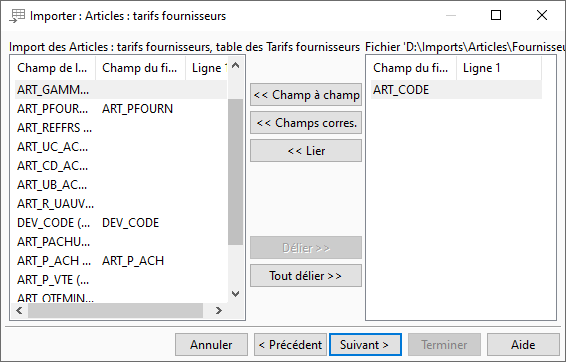 Importer : Articles : tarifs fournisseurs
Import des Articles : tarifs fournisseurs, table des Tarifs fournisseurs
Fichier 'D:\Imports\Articles\Fournisseu
Champ de l... Champ du fi... Ligne 1
ART_GAMM...
ART_PFOUR... ART_PFOURN
ART_REFFRS ...
ART_UC_AC...
ART_CD_AC...
ART_UB_AC...
ART_R_UAUV...
DEV_CODE (... DEV_CODE
ART_PACHU...
ART_P_ACH ... ART_P_ACH
ART_P_VTE (...
ART_QTEMIN...
<< Champ à champ
<< Champs corres.
<< Lier
Délier >>
Tout délier >>
Champ du fi... Ligne 1
ART_CODE
Annuler
< Précédent
Suivant >
Terminer
Aide